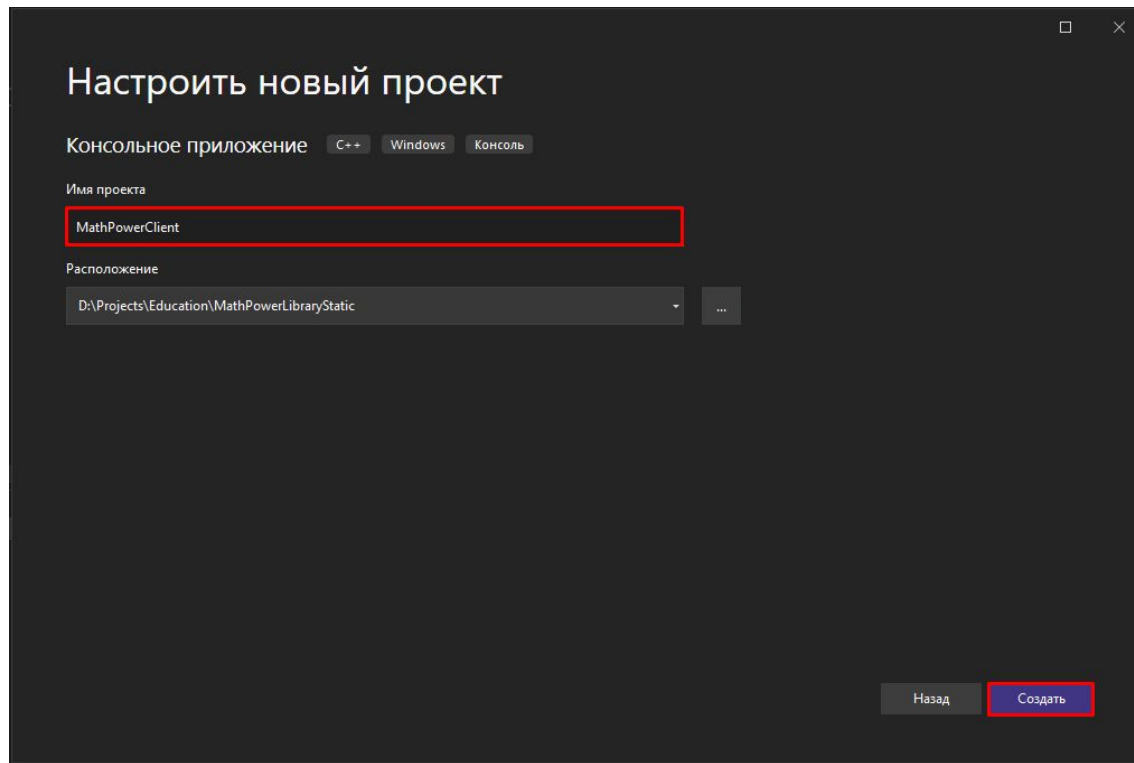 Настроить новый проект
Консольное приложение C++ Windows Консоль
Имя проекта
MathPowerClient
Расположение
D:\Projects\Education\MathPowerLibraryStatic ...
Назад Создать